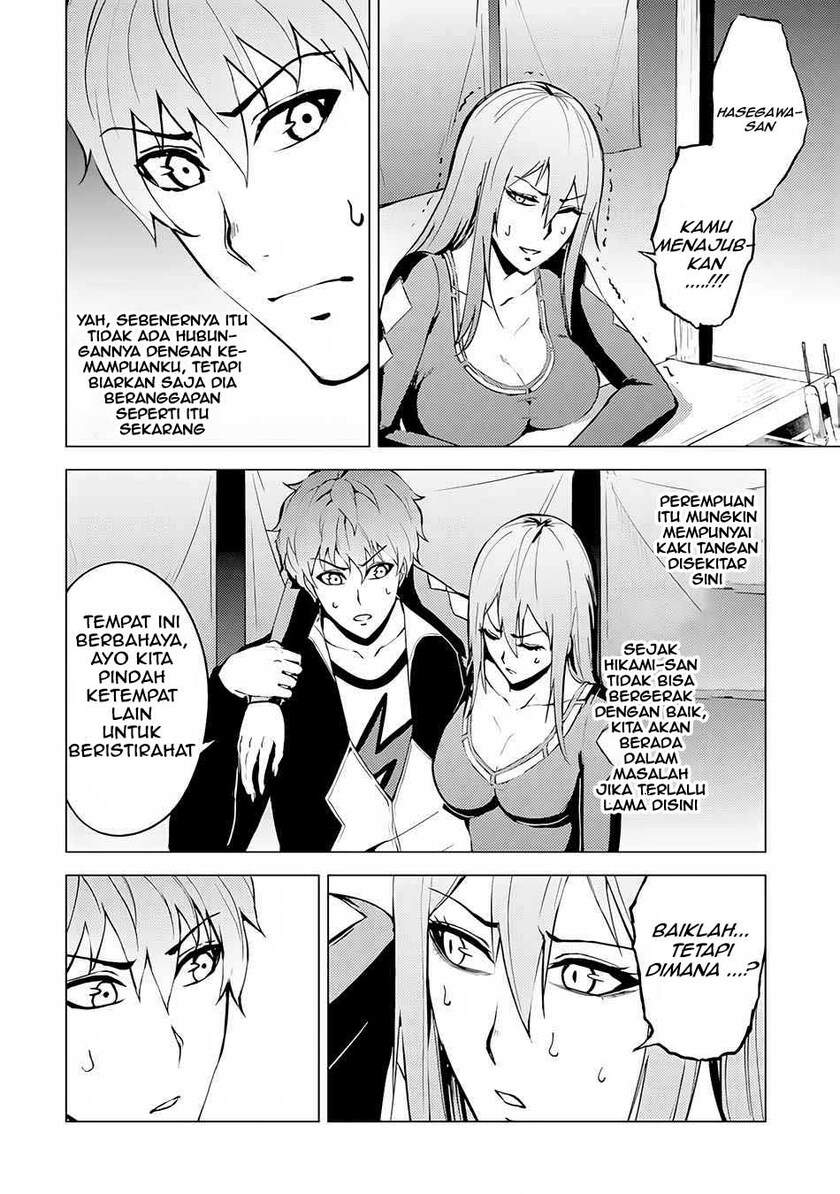 HASEGAWA-
SAN
KAMU
MENAJUB-
KAN
....!!!
YAH, SEBENERNYA ITU
TIDAK ADA HUBUN-
GANNYA DENGAN KE-
MAMPUANKU, TETAPI
BIARKAN SAJA DIA
BERANGGAPAN
SEPERTI ITU
SEKARANG
PEREMPUAN
ITU MUNGKIN
MEMPUNYAI
KAKI TANGAN
DISEKITAR
SINI
SEJAK
HIKAMI-SAN
TIDAK BISA
BERGERAK
DENGAN BAIK,
KITA AKAN
BERADA
DALAM
MASALAH
JIKA TERLALU
LAMA DISINI
TEMPAT INI
BERBAHAYA,
AYO KITA
PINDAH
KETEMPAT
LAIN
UNTUK
BERISTIRAHAT
BAIKLAH...
TETAPI
DIMANA ....?